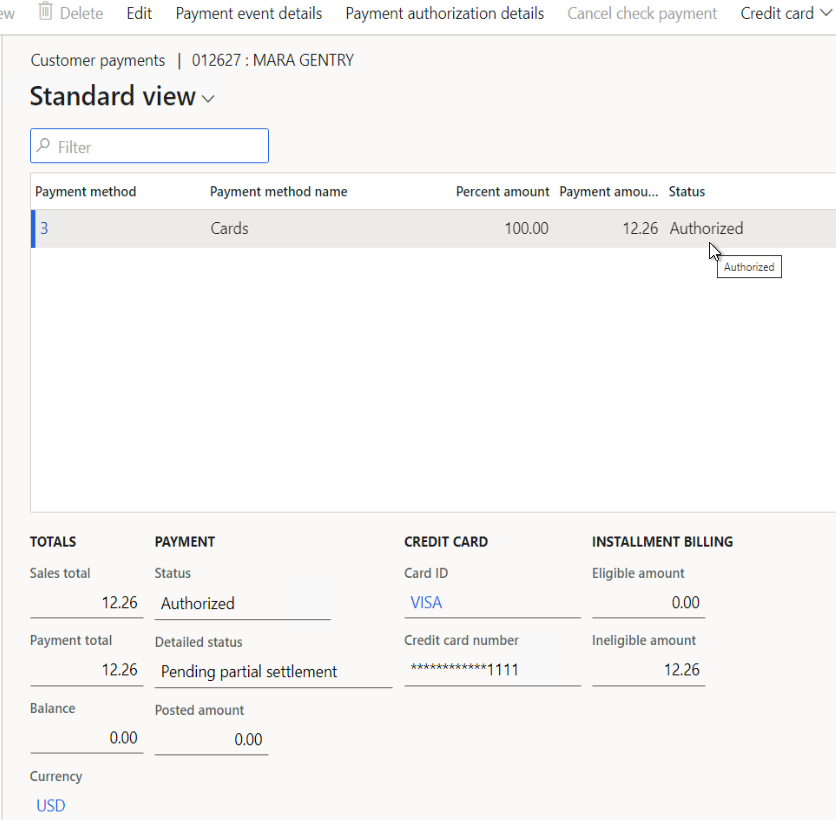 ew Delete Edit Payment event details Payment authorization details Cancel check payment Credit card
Customer payments | 012627 : MARA GENTRY
Standard view
Filter
Payment method Payment method name Percent amount Payment amou... Status
3 Cards 100.00 12.26 Authorized
Authorized
TOTALS PAYMENT CREDIT CARD INSTALLMENT BILLING
Sales total Status Card ID Eligible amount
12.26 Authorized VISA 0.00
Payment total Detailed status Credit card number Ineligible amount
12.26 Pending partial settlement ************1111 12.26
Balance Posted amount
0.00 0.00
Currency
USD